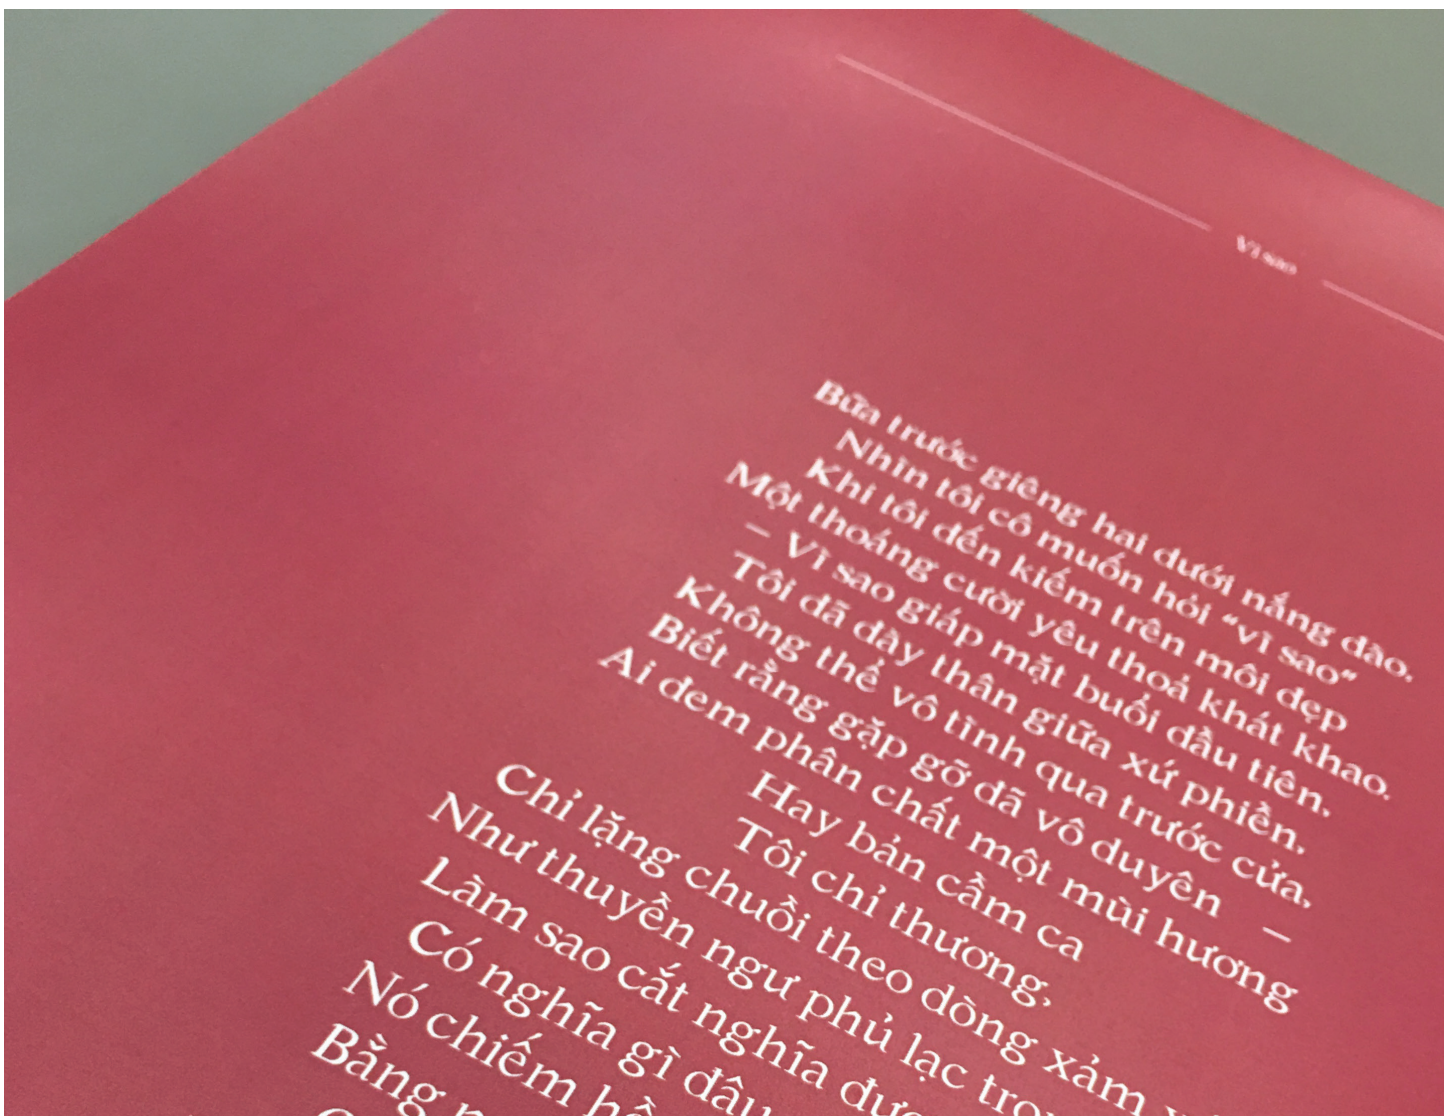 Vì sao
Bữa trước giêng hai dưới nắng đào,
Nhìn tôi cô muốn hỏi “vì sao”
Khi tôi đến kiếm trên môi đẹp
Một thoáng cười yêu thoả khát khao.
– Vì sao giáp mặt buổi đầu tiên,
Tôi đã đày thân giữa xứ phiền,
Không thể vô tình qua trước cửa,
Biết rằng gặp gỡ đã vô duyên –
Ai đem phân chất một mùi hương
Hay bản cầm ca
Tôi chỉ thương,
Chỉ lặng chuỗi theo dòng xảm
Như thuyền ngư phủ lạc
Làm sao cắt nghĩa
Có nghĩa gì đâu
Nó chiếm
Bằng